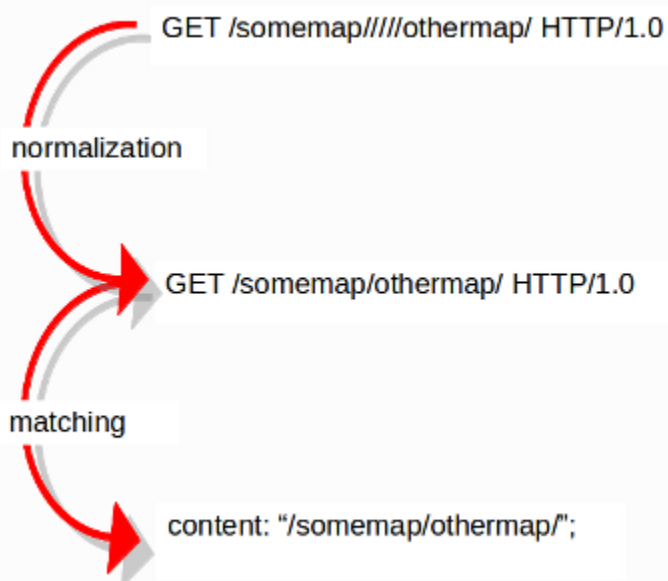 GET /somemap/////othermap/ HTTP/1.0
normalization
GET /somemap/othermap/ HTTP/1.0
matching
content: “/somemap/othermap/”;